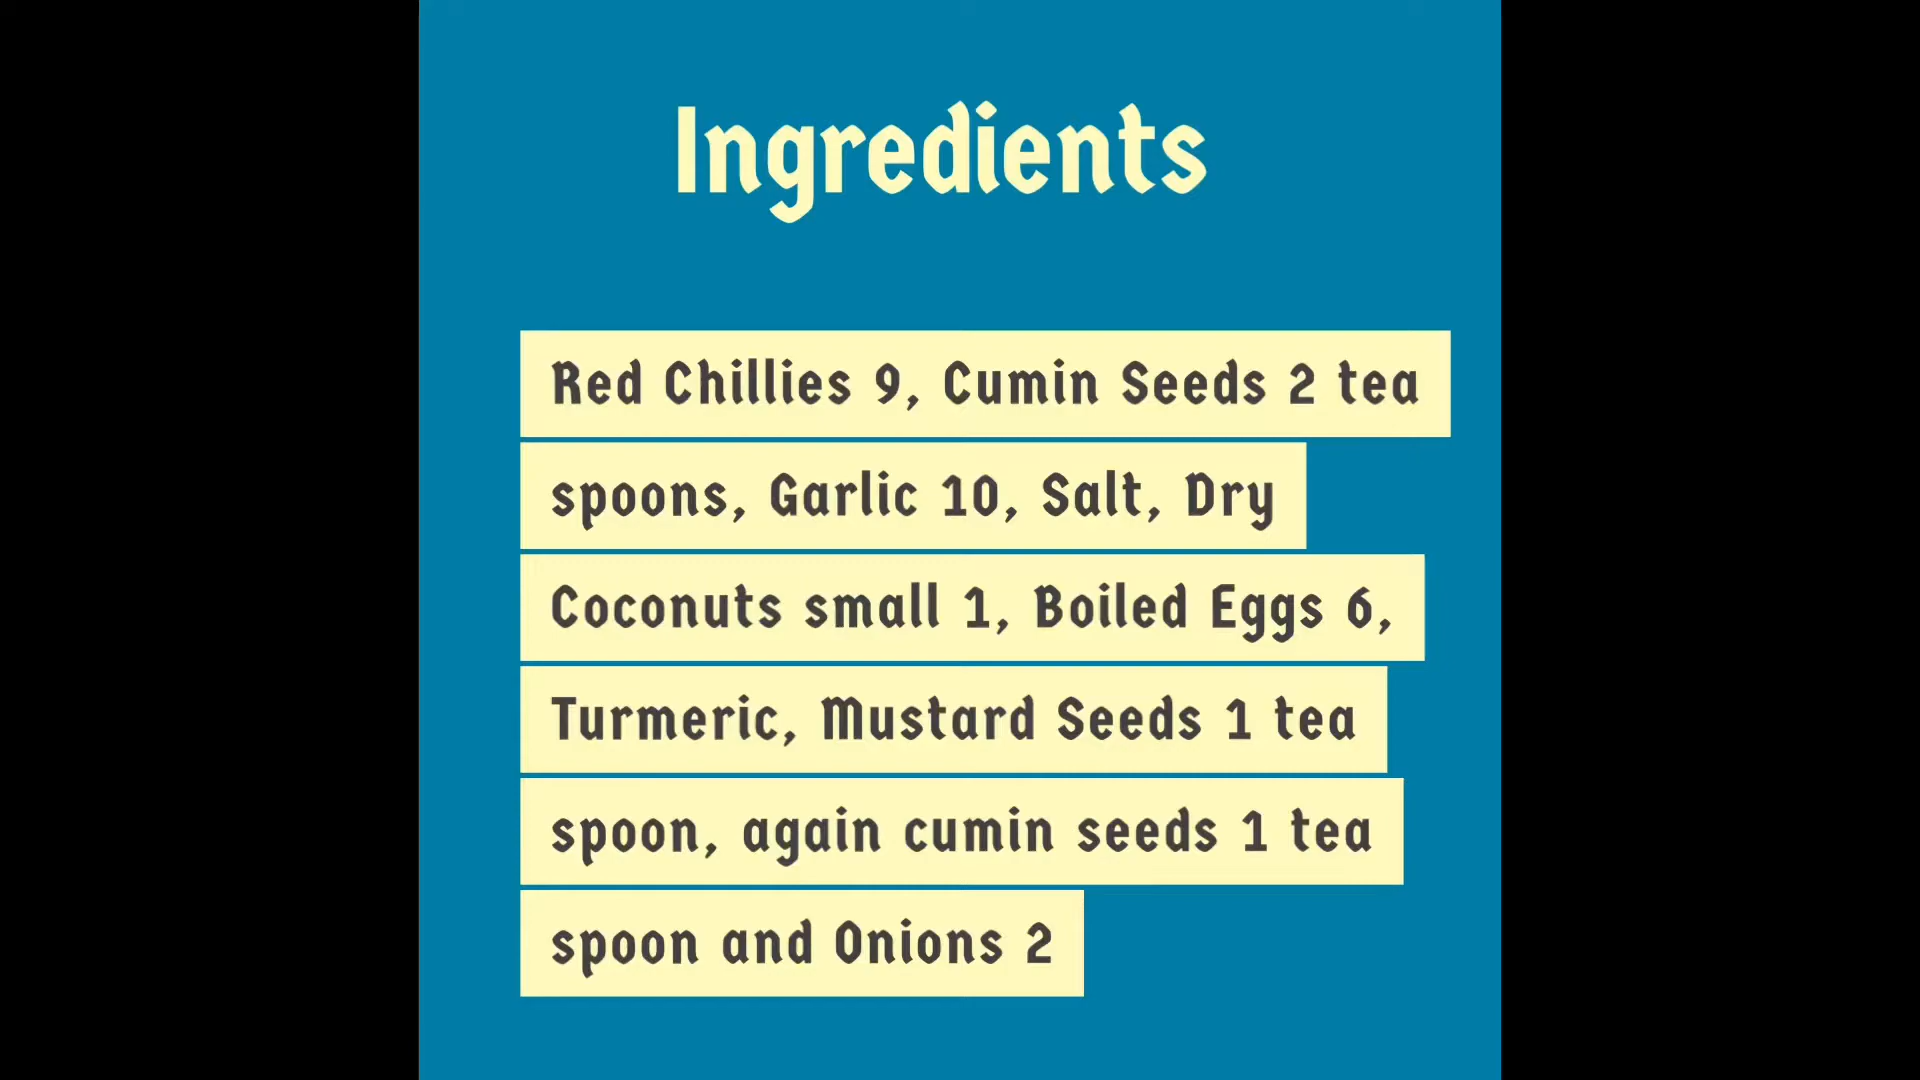 Ingredients
Red Chillies 9, Cumin Seeds 2 tea
spoons, Garlic 10, Salt, Dry
Coconuts small 1, Boiled Eggs 6,
Turmeric, Mustard Seeds 1 tea
spoon, again cumin seeds 1 tea
spoon and Onions 2